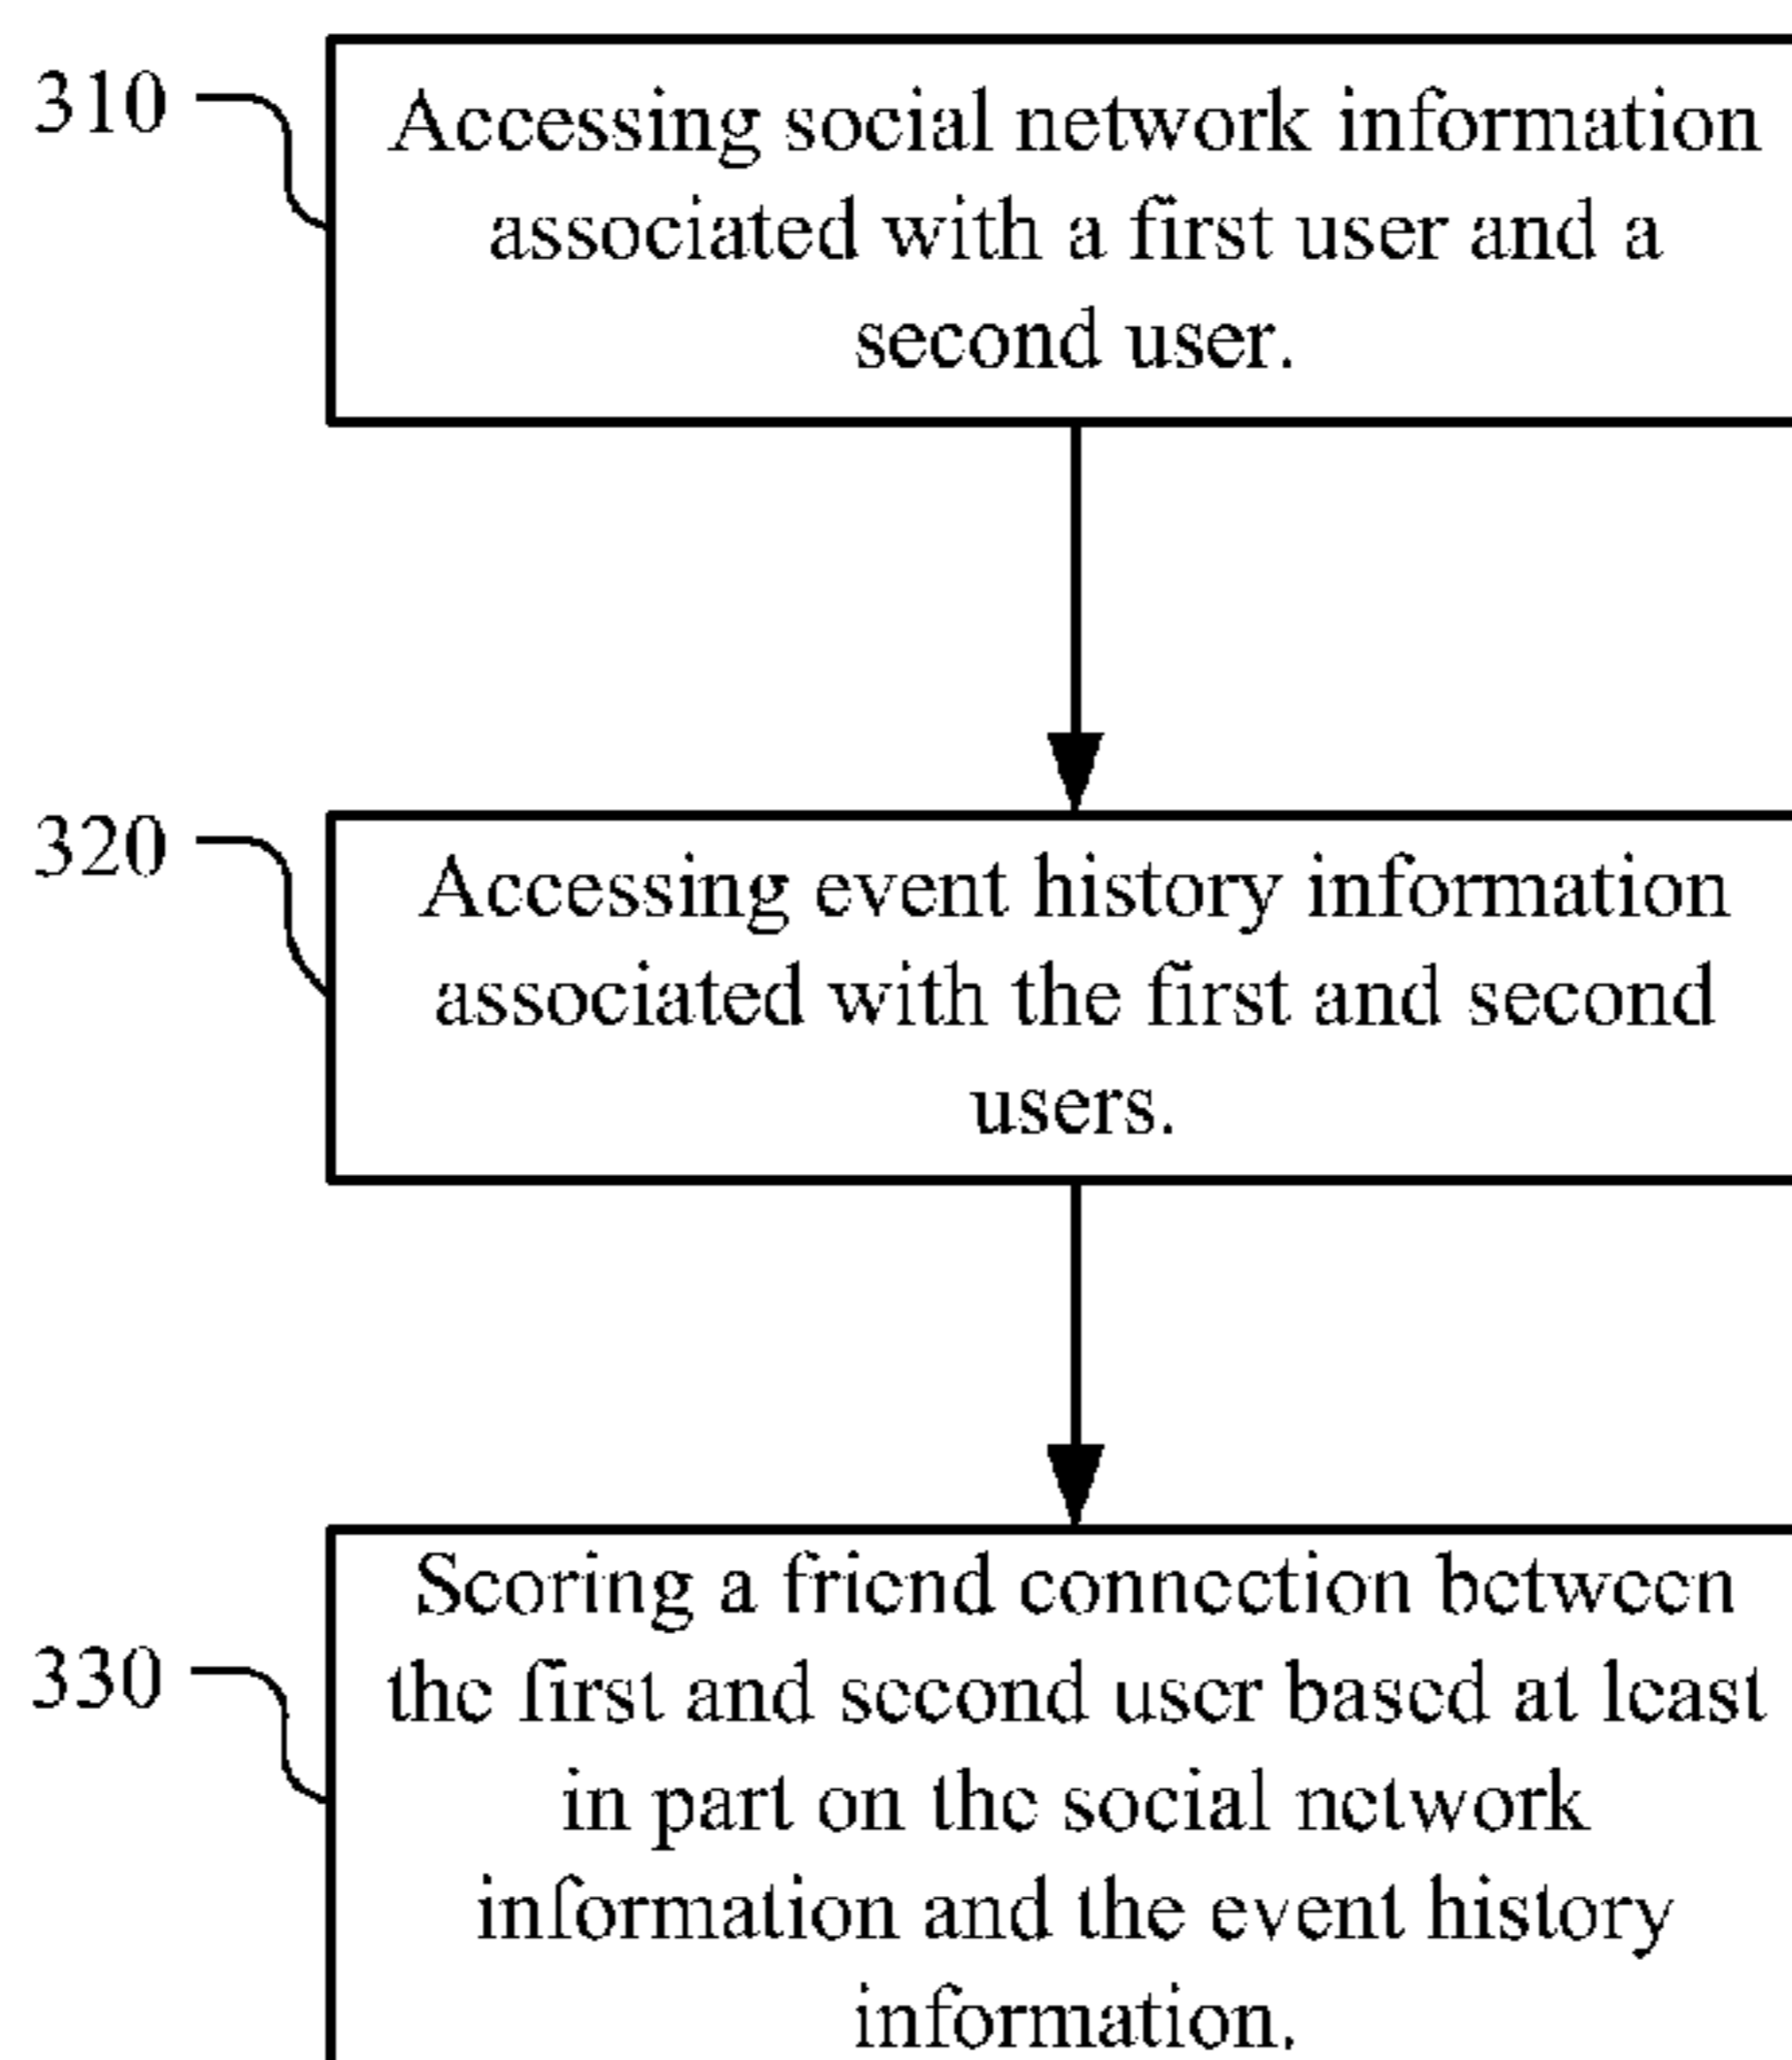 310
Accessing social network information
associated with a first user and a
second user.
320
Accessing event history information
associated with the first and second
users.
330
Scoring a friend connection between
the first and second user based at least
in part on the social network
information and the event history
information.